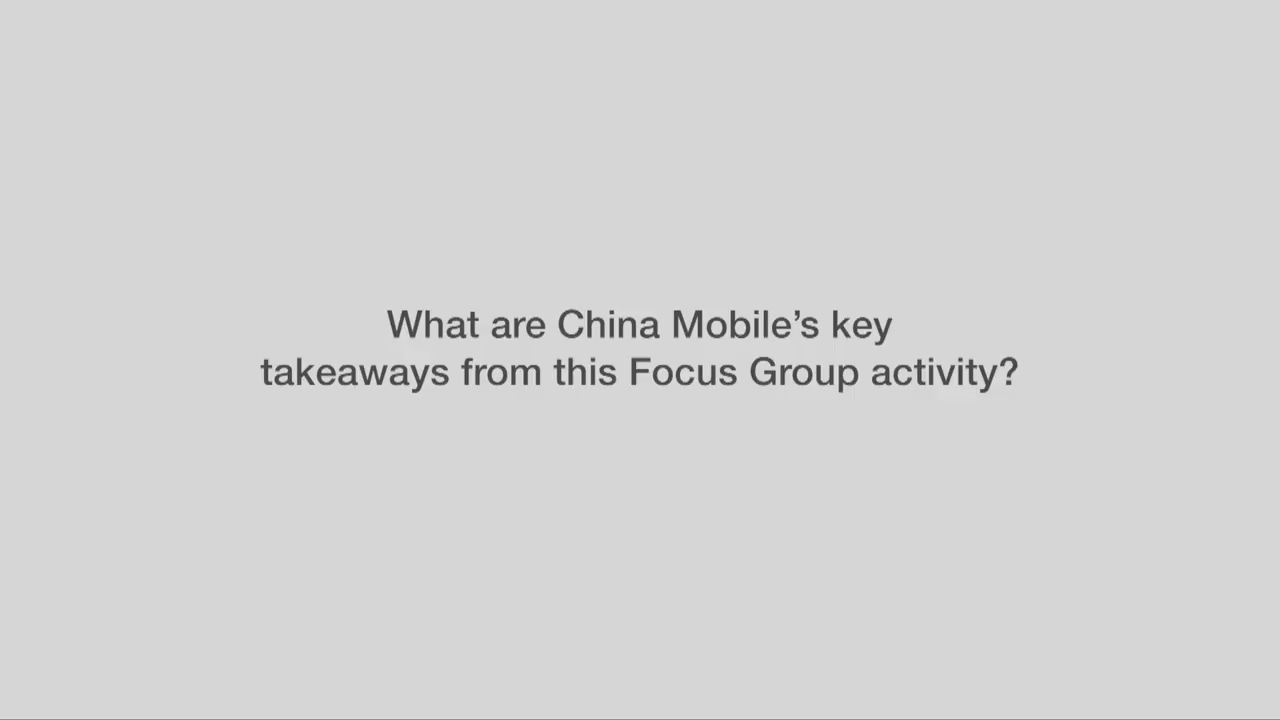 What are China Mobile’s key
takeaways from this Focus Group activity?